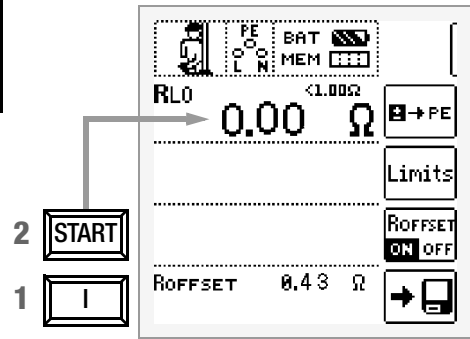 PE
L N
BAT
MEM
RLO <1.00Ω
0.00 Ω
→ PE
Limits
ROFFSET
ON OFF
2 START
1 I
ROFFSET 0.43 Ω